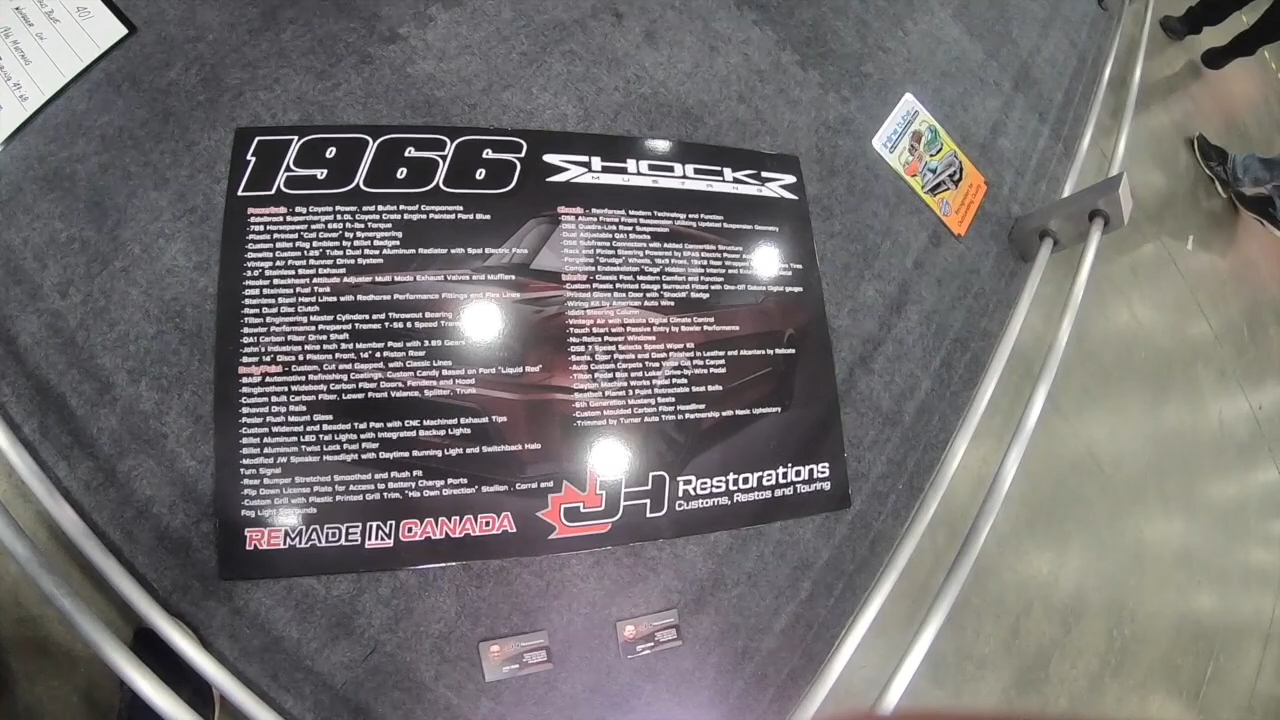 401
1966 MUSTANG
1966
SHOCKR
MUSTANG
Powertrain - Big Coyote Power, and Bullet Proof Components
-Edelbrock Supercharged 5.0L Coyote Crate Engine Painted Ford Blue
-785 Horsepower with 660 ft-lbs Torque
-Plastic Printed "Coil Cover" by Synergeering
-Custom Billet Flag Emblem by Billet Badges
-Dewitts Custom 1.25" Tube Dual Row Aluminum Radiator with Spal Electric Fans
-Vintage Air Front Runner Drive System
-3.0" Stainless Steel Exhaust
-Hooker Blackheart Altitude Adjuster Multi Mode Exhaust Valves and Mufflers
-DSE Stainless Fuel Tank
-Stainless Steel Hard Lines with Redhorse Performance Fittings and Flex Lines
-Ram Dual Disc Clutch
-Tilton Engineering Master Cylinders and Throwout Bearing
-Bowler Performance Prepared Tremec T-56 6 Speed
-QA1 Carbon Fiber Drive Shaft
-John's Industries Nine Inch 3rd Member Posi with 3.89 Gears
-Baer 14" Discs 6 Pistons Front, 14" 4 Piston Rear
Body/Paint - Custom, Cut and Gapped, with Classic Lines
-BASF Automotive Refinishing Coatings, Custom Candy Based on Ford "Liquid Red"
-Ringbrothers Widebody Carbon Fiber Doors, Fenders and Hood
-Custom Built Carbon Fiber, Lower Front Valance, Splitter, Trunk
-Shaved Drip Rails
-Fesler Flush Mount Glass
-Custom Widened and Beaded Tail Pan with CNC Machined Exhaust Tips
-Billet Aluminum LED Tail Lights with Integrated Backup Lights
-Billet Aluminum Twist Lock Fuel Filler
-Modified JW Speaker Headlight with Daytime Running Light and Switchback Halo
Turn Signal
-Rear Bumper Stretched Smoothed and Flush Fit
-Flip Down License Plate for Access to Battery Charge Ports
-Custom Grill with Plastic Printed Grill Trim, "His Own Direction" Stallion , Corral and
Fog Light Surrounds
Chassis - Reinforced, Modern Technology and Function
-DSE Aluma Frame Front Suspension Utilizing Updated Suspension Geometry
-DSE Quadra-Link Rear Suspension
-Dual Adjustable QA1 Shocks
-DSE Subframe Connectors with Added Convertible Structure
-Rack and Pinion Steering Powered by EPAS Electric Power
-Forgeline "Grudge" Wheels, 18x9 Front, 19x12 Rear Wrapped Tires
-Complete Endoskeleton "Cage" Hidden Inside Interior and
Interior - Classic Feel, Modern Comfort and Function
-Custom Plastic Printed Gauge Surround Fitted with One-Off Dakota Digital gauges
-Printed Glove Box Door with "ShockR" Badge
-Wiring Kit by American Auto Wire
-Ididit Steering Column
-Vintage Air with Dakota Digital Climate Control
-Touch Start with Passive Entry by Bowler Performance
-Nu-Relics Power Windows
-DSE 7 Speed Selecta Speed Wiper Kit
-Seats, Door Panels and Dash Finished in Leather and Alcantara by Relicate
-Auto Custom Carpets True Velto Cut Pile Carpet
-Tilton Pedal Box and Lokar Drive-by-Wire Pedal
-Clayton Machine Works Pedal Pads
-Seatbelt Planet 3 Point Retractable Seat Belts
-6th Generation Mustang Seats
-Custom Moulded Carbon Fiber Headliner
-Trimmed by Turner Auto Trim in Partnership with Havic Upholstery
REMADE IN CANADA
JH Restorations
Customs, Restos and Touring
inline tube